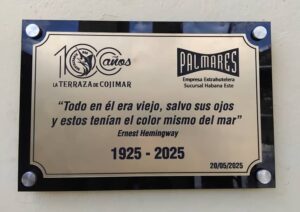 100 años
LA TERRAZA DE COJIMAR
PALMARES
Empresa Extrahotelera
Sucursal Habana Este
“Todo en él era viejo, salvo sus ojos
y estos tenían el color mismo del mar”
Ernest Hemingway
1925 - 2025
20/05/2025